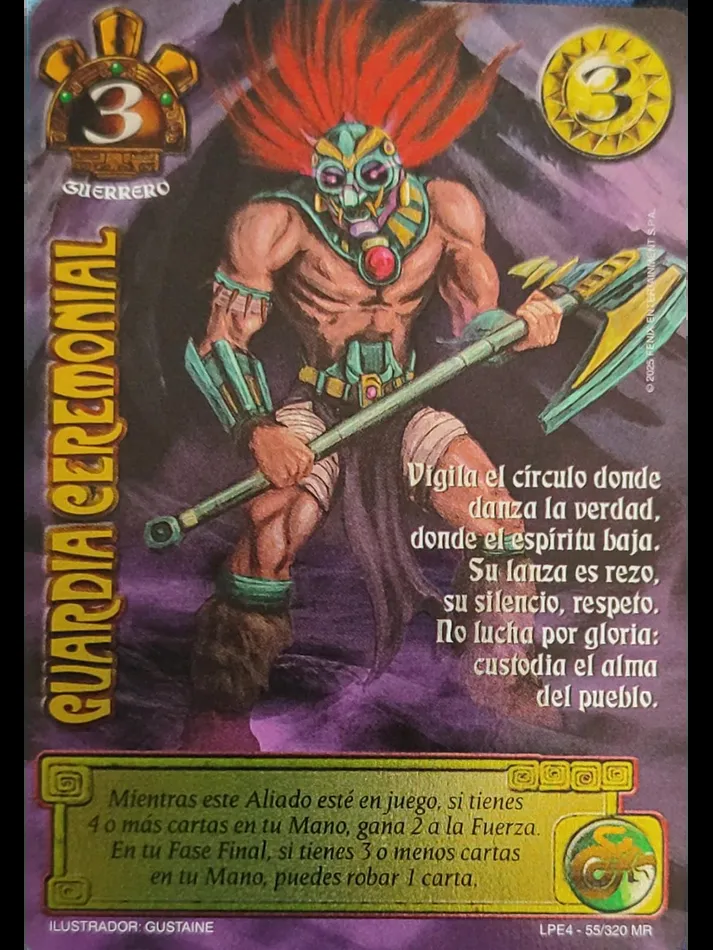 3
GUERRERO
3
GUARDIA CEREMONIAL
© 2025 FENIX ENTERTAINMENT S.P.A.
Vigila el círculo donde
danza la verdad,
donde el espíritu baja.
Su lanza es rezo,
su silencio, respeto.
No lucha por gloria:
custodia el alma
del pueblo.
Mientras este Aliado esté en juego, si tienes
4 o más cartas en tu Mano, gana 2 a la Fuerza.
En tu Fase Final, si tienes 3 o menos cartas
en tu Mano, puedes robar 1 carta.
ILUSTRADOR: GUSTAINE
LPE4 - 55/320 MR